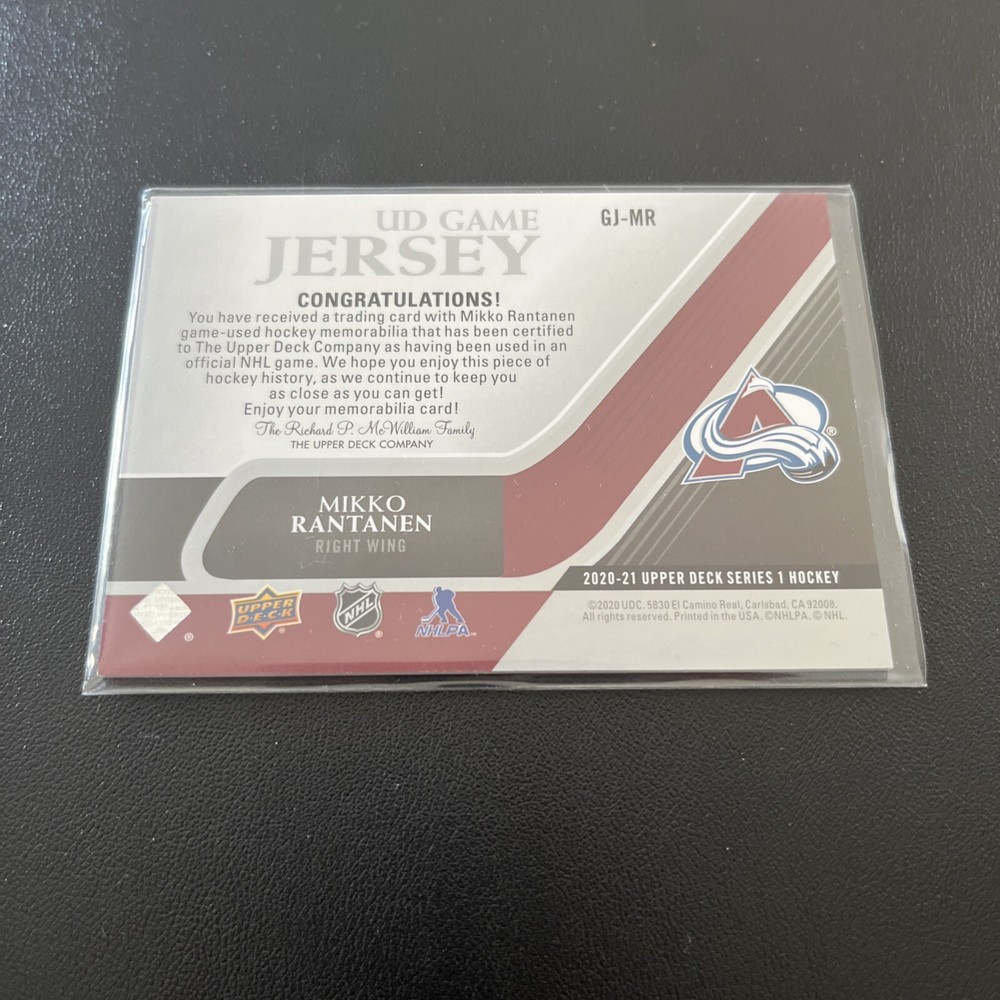 UD GAME
JERSEY
GJ-MR
CONGRATULATIONS!
You have received a trading card with Mikko Rantanen
game-used hockey memorabilia that has been certified
to The Upper Deck Company as having been used in an
official NHL game. We hope you enjoy this piece of
hockey history, as we continue to keep you
as close as you can get!
Enjoy your memorabilia card!
The Richard P. McWilliam Family
THE UPPER DECK COMPANY
MIKKO
RANTANEN
RIGHT WING
2020-21 UPPER DECK SERIES 1 HOCKEY
©2020 UDC. 5830 El Camino Real, Carlsbad, CA 92008.
All rights reserved. Printed in the USA. ©NHLPA. © NHL.
UPPER
D·E·C·K
NHL
NHLPA